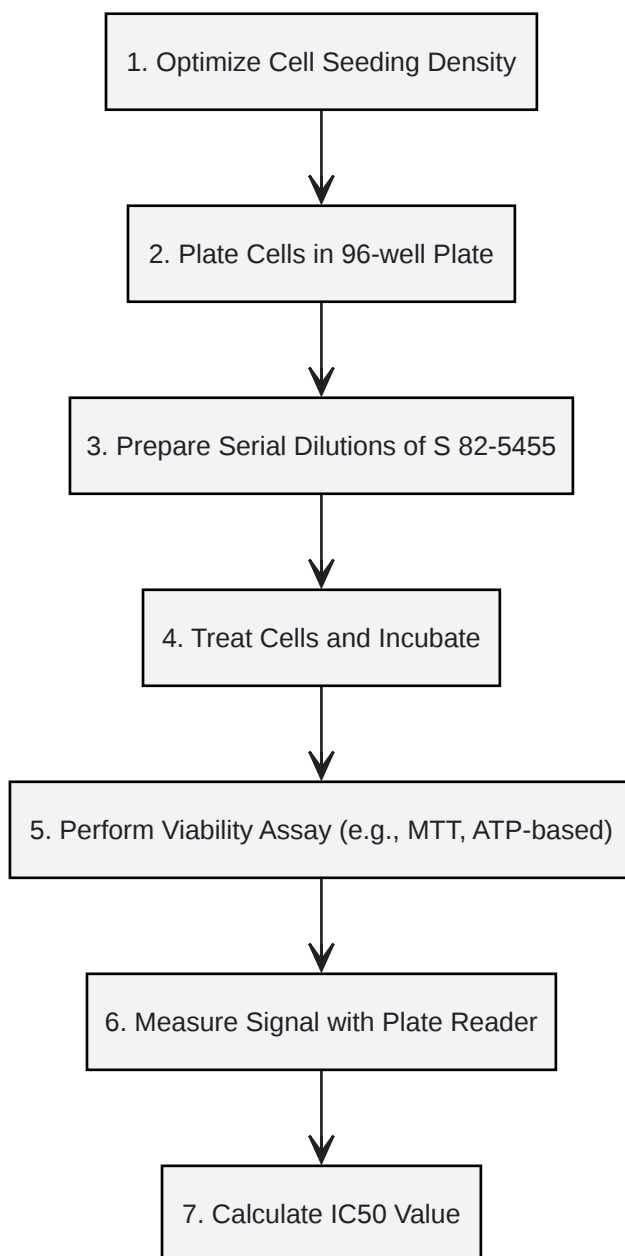 1. Optimize Cell Seeding Density
2. Plate Cells in 96-well Plate
3. Prepare Serial Dilutions of S 82-5455
4. Treat Cells and Incubate
5. Perform Viability Assay (e.g., MTT, ATP-based)
6. Measure Signal with Plate Reader
7. Calculate IC50 Value